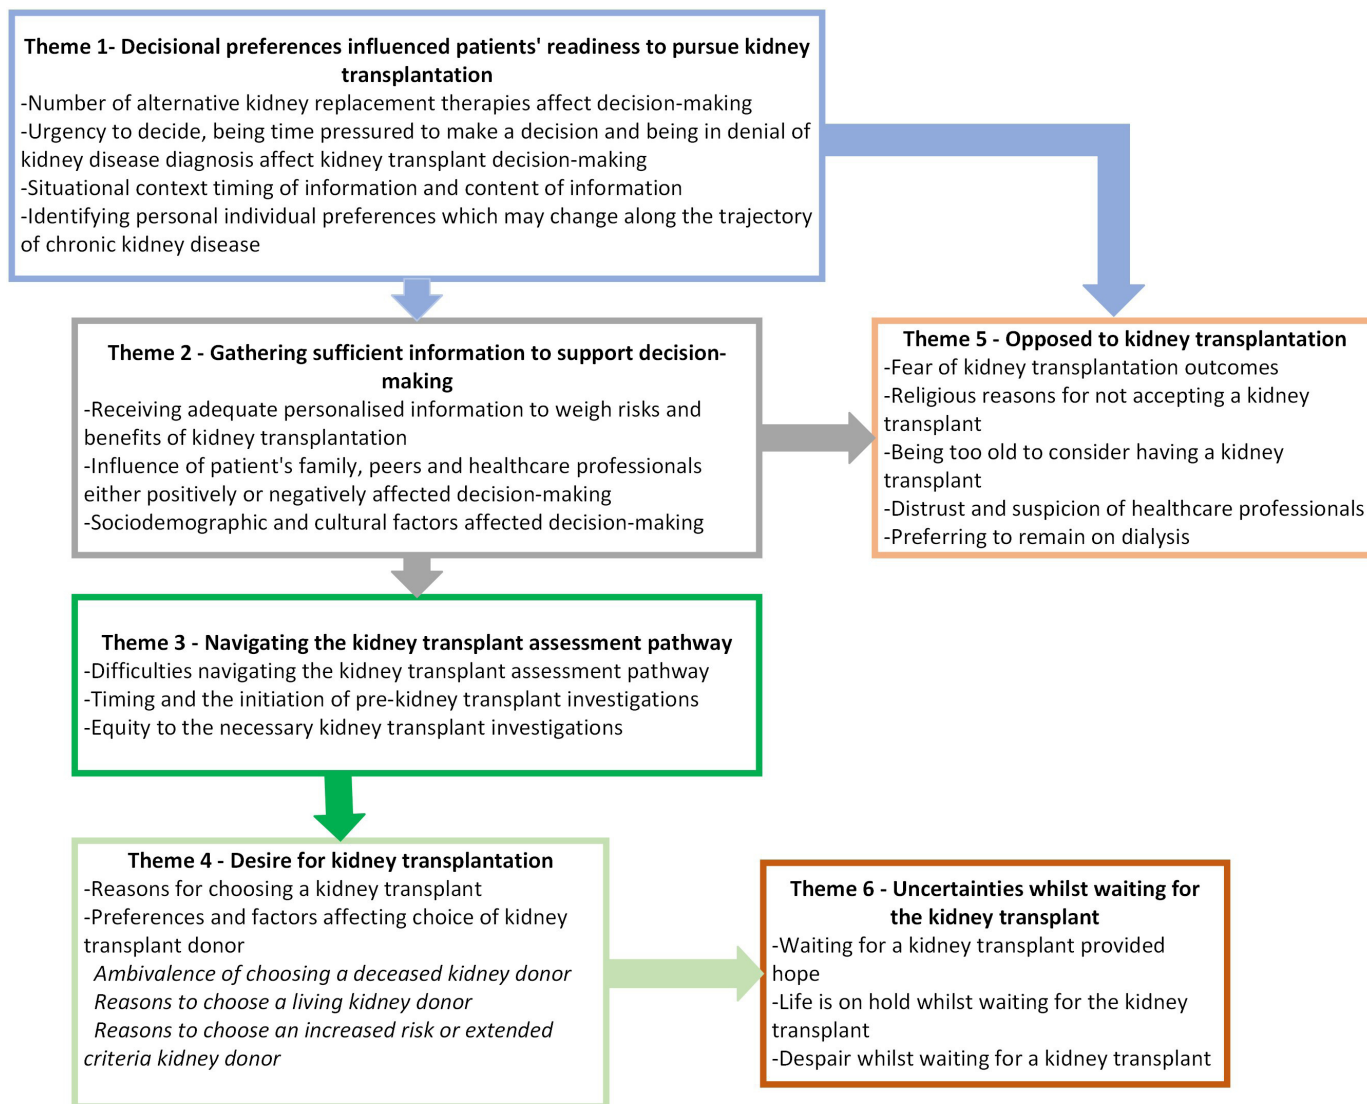 Theme 1- Decisional preferences influenced patients' readiness to pursue kidney
transplantation
-Number of alternative kidney replacement therapies affect decision-making
-Urgency to decide, being time pressured to make a decision and being in denial of
kidney disease diagnosis affect kidney transplant decision-making
-Situational context timing of information and content of information
-Identifying personal individual preferences which may change along the trajectory
of chronic kidney disease
Theme 2 - Gathering sufficient information to support decision-
making
-Receiving adequate personalised information to weigh risks and
benefits of kidney transplantation
-Influence of patient's family, peers and healthcare professionals
either positively or negatively affected decision-making
-Sociodemographic and cultural factors affected decision-making
Theme 5 - Opposed to kidney transplantation
-Fear of kidney transplantation outcomes
-Religious reasons for not accepting a kidney
transplant
-Being too old to consider having a kidney
transplant
-Distrust and suspicion of healthcare professionals
-Preferring to remain on dialysis
Theme 3 - Navigating the kidney transplant assessment pathway
-Difficulties navigating the kidney transplant assessment pathway
-Timing and the initiation of pre-kidney transplant investigations
-Equity to the necessary kidney transplant investigations
Theme 4 - Desire for kidney transplantation
-Reasons for choosing a kidney transplant
-Preferences and factors affecting choice of kidney
transplant donor
Ambivalence of choosing a deceased kidney donor
Reasons to choose a living kidney donor
Reasons to choose an increased risk or extended
criteria kidney donor
Theme 6 - Uncertainties whilst waiting for
the kidney transplant
-Waiting for a kidney transplant provided
hope
-Life is on hold whilst waiting for the kidney
transplant
-Despair whilst waiting for a kidney transplant